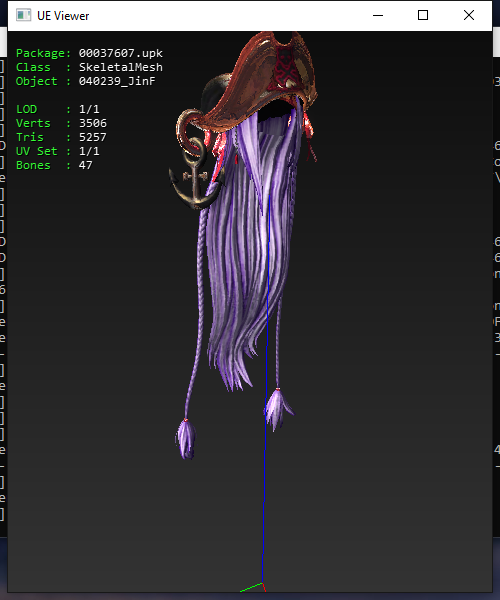 UE Viewer
Package: 00037607.upk
Class : SkeletalMesh
Object : 040239_JinF
LOD : 1/1
Verts : 3506
Tris : 5257
UV Set : 1/1
Bones : 47